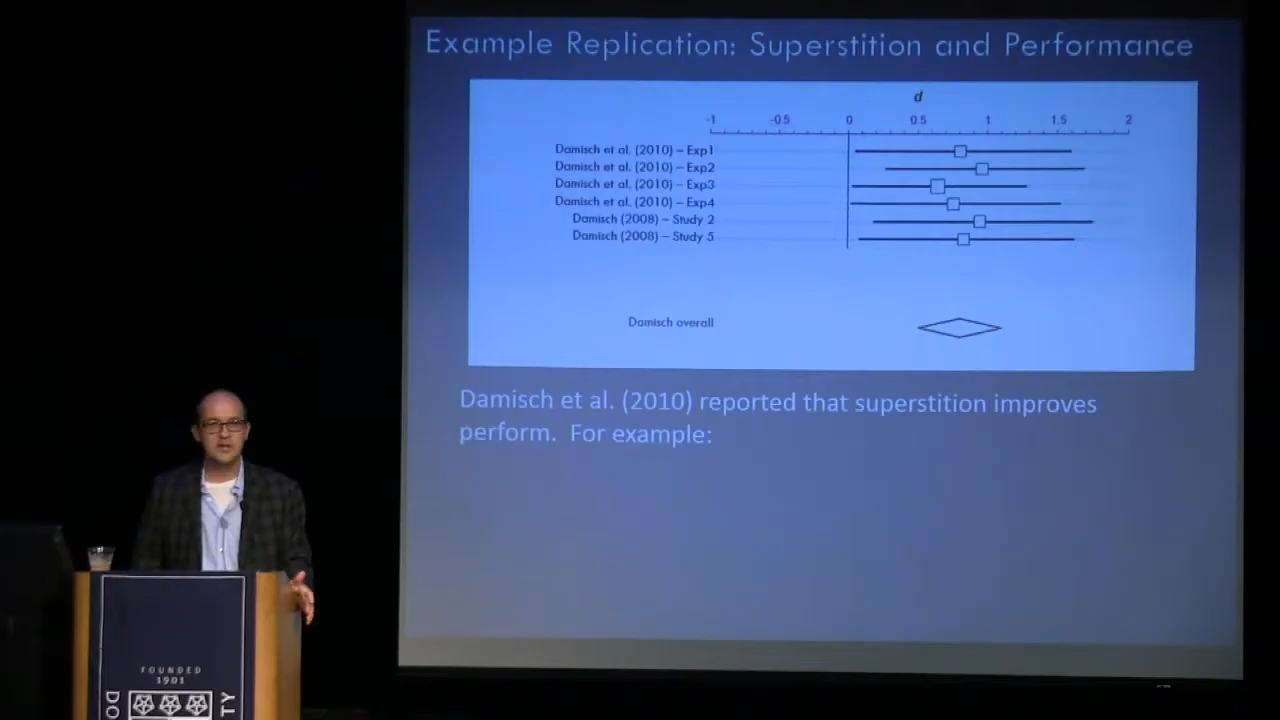 Example Replication: Superstition and Performance
d
-1 -0.5 0 0.5 1 1.5 2
Damisch et al. (2010) – Exp1
Damisch et al. (2010) – Exp2
Damisch et al. (2010) – Exp3
Damisch et al. (2010) – Exp4
Damisch (2008) – Study 2
Damisch (2008) – Study 5
Damisch overall
Damisch et al. (2010) reported that superstition improves
perform. For example:
FOUNDED
1901
DO
TY